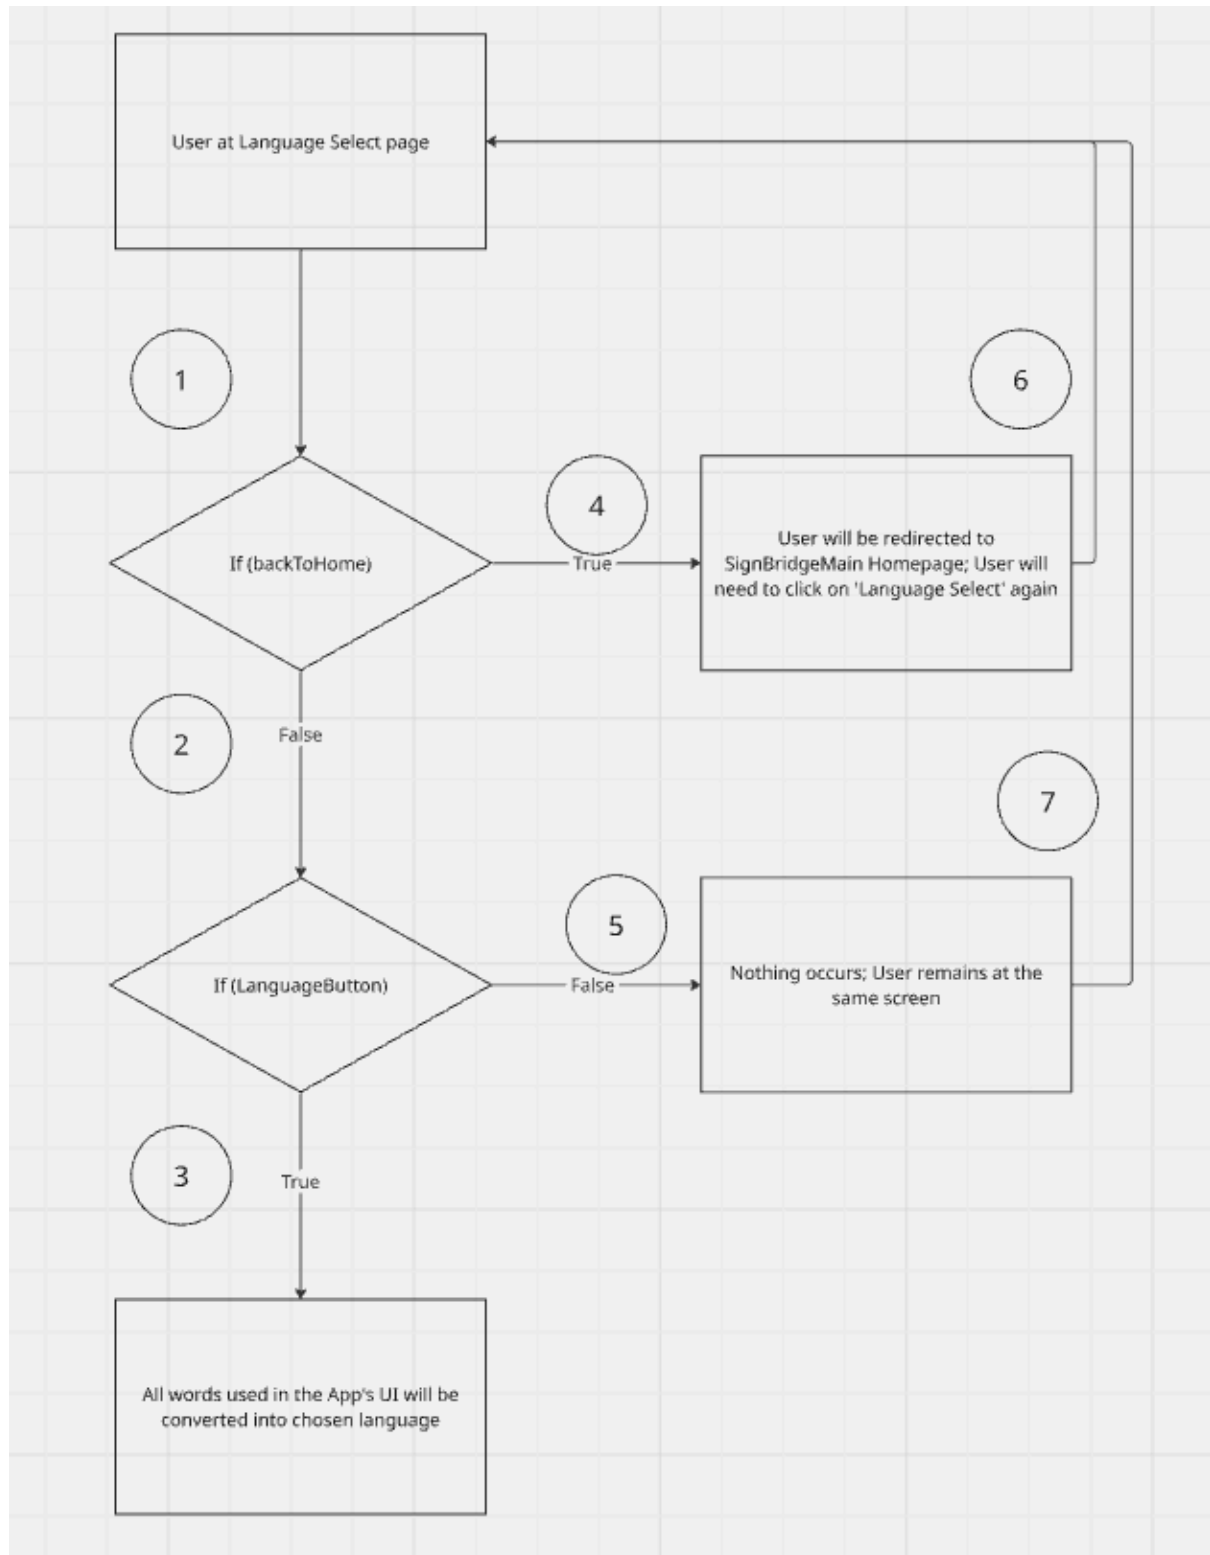 User at Language Select page
1
6
If (backToHome)
4
True
User will be redirected to
SignBridgeMain Homepage; User will
need to click on 'Language Select' again
2
False
7
If (LanguageButton)
5
False
Nothing occurs; User remains at the
same screen
3
True
All words used in the App's UI will be
converted into chosen language